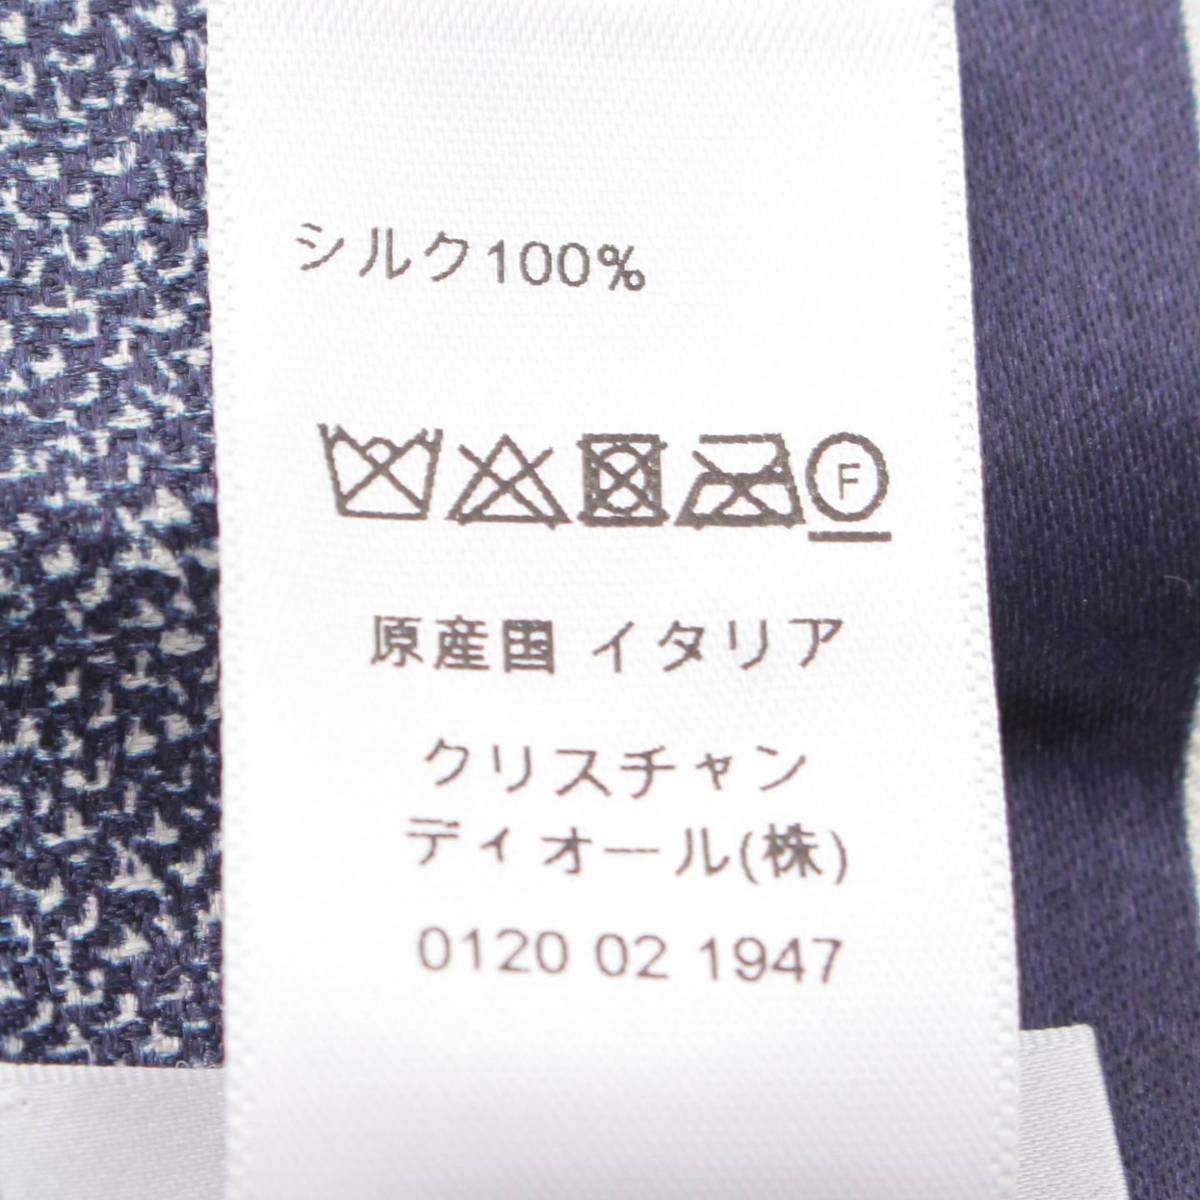 シルク100%
F
原産国 イタリア
クリスチャン
ディオール(株)
0120 02 1947